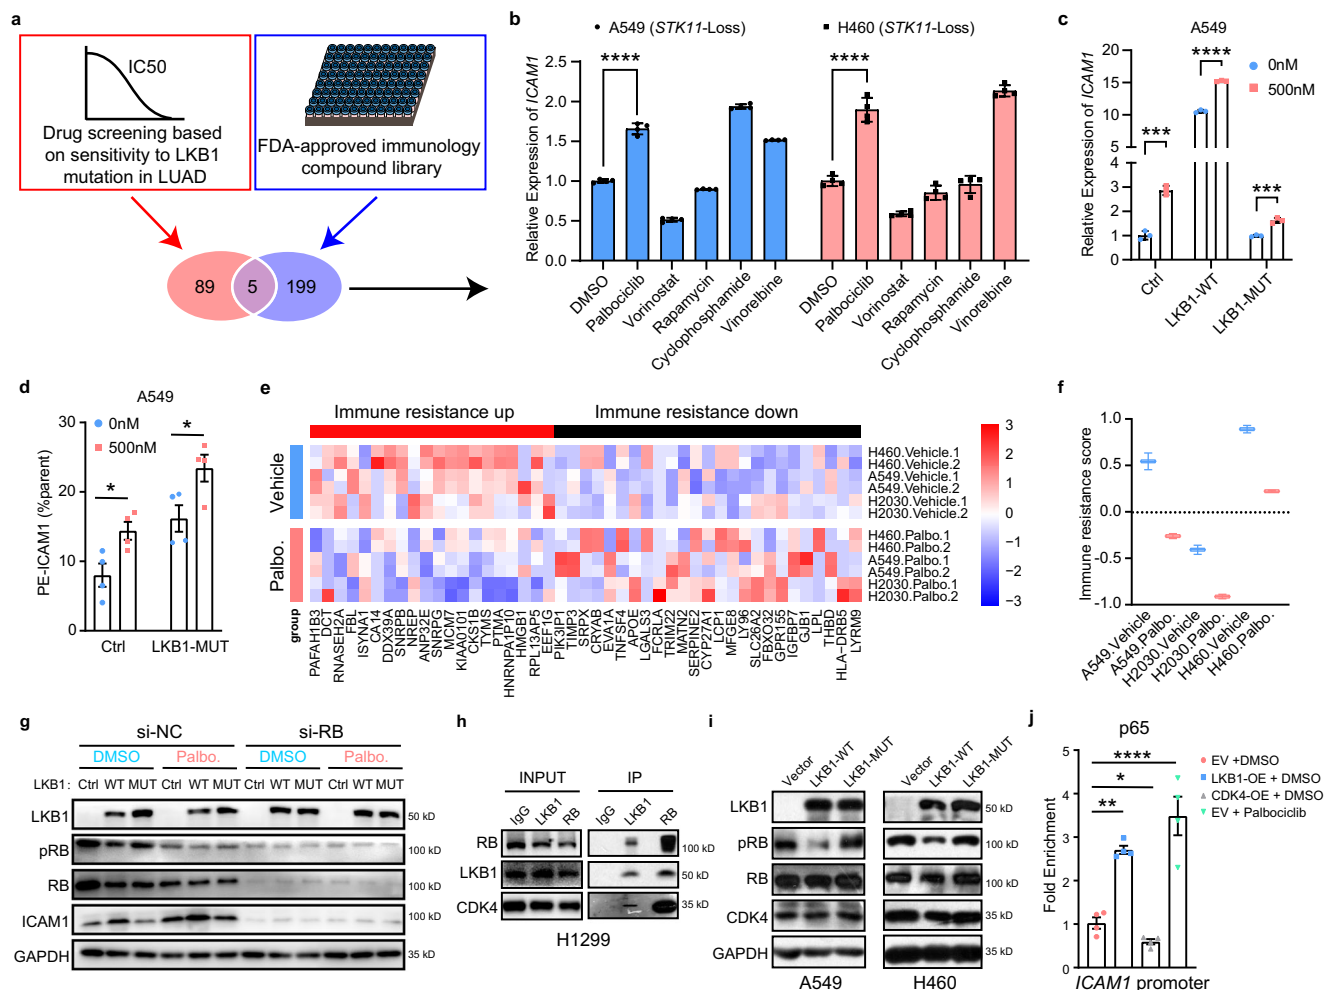 a
IC50
Drug screening based
on sensitivity to LKB1
mutation in LUAD
FDA-approved immunology
compound library
89
5
199
b
A549 (STK11-Loss)
H460 (STK11-Loss)
Relative Expression of ICAM1
2.5
2.0
1.5
1.0
0.5
0.0
****
****
DMSO
Palbociclib
Vorinostat
Rapamycin
Cyclophosphamide
Vinorelbine
DMSO
Palbociclib
Vorinostat
Rapamycin
Cyclophosphamide
Vinorelbine
c
A549
0nM
500nM
Relative Expression of ICAM1
20
15
10
5
4
3
2
1
0
***
****
***
Ctrl
LKB1-WT
LKB1-MUT
d
A549
0nM
500nM
PE-ICAM1 (%parent)
30
20
10
0
*
*
Ctrl
LKB1-MUT
e
Immune resistance up
Immune resistance down
Vehicle
Palbo.
H460.Vehicle.1
H460.Vehicle.2
A549.Vehicle.1
A549.Vehicle.2
H2030.Vehicle.1
H2030.Vehicle.2
H460.Palbo.1
H460.Palbo.2
A549.Palbo.1
A549.Palbo.2
H2030.Palbo.1
H2030.Palbo.2
3
2
1
0
−1
−2
−3
group
PAFAH1B3
DCT
RNASEH2A
FBL
ISYNA1
CA14
DDX39A
SNRPB
NREP
ANP32E
SNRPG
MCM7
KIAA0101
CKS1B
TYMS
PTMA
HNRNPA1P10
HMGB1
RPL13AP5
EEF1G
PIK3IP1
TIMP3
SRPX
CRYAB
EVA1A
TNFSF4
APOE
LGALS3
FCRLA
TRIM22
MATN2
SERPINE2
CYP27A1
LCP1
MFGE8
LY96
SLC26A2
FBXO32
GPR155
IGFBP7
GJB1
LPL
THBD
HLA-DRB5
LYRM9
f
Immune resistance score
1.0
0.5
0.0
−0.5
−1.0
A549.Vehicle
A549.Palbo.
H2030.Vehicle
H2030.Palbo.
H460.Vehicle
H460.Palbo.
g
si-NC
si-RB
DMSO
Palbo.
DMSO
Palbo.
LKB1: Ctrl WT MUT Ctrl WT MUT Ctrl WT MUT Ctrl WT MUT
LKB1
50 kD
pRB
100 kD
RB
100 kD
ICAM1
100 kD
GAPDH
35 kD
h
INPUT
IP
IgG
LKB1
RB
IgG
LKB1
RB
RB
100 kD
LKB1
50 kD
CDK4
35 kD
H1299
i
Vector
LKB1-WT
LKB1-MUT
Vector
LKB1-WT
LKB1-MUT
LKB1
50 kD
pRB
100 kD
RB
100 kD
CDK4
35 kD
GAPDH
35 kD
A549
H460
j
p65
Fold Enrichment
5
4
3
2
1
0
****
*
**
EV +DMSO
LKB1-OE + DMSO
CDK4-OE + DMSO
EV + Palbociclib
ICAM1 promoter